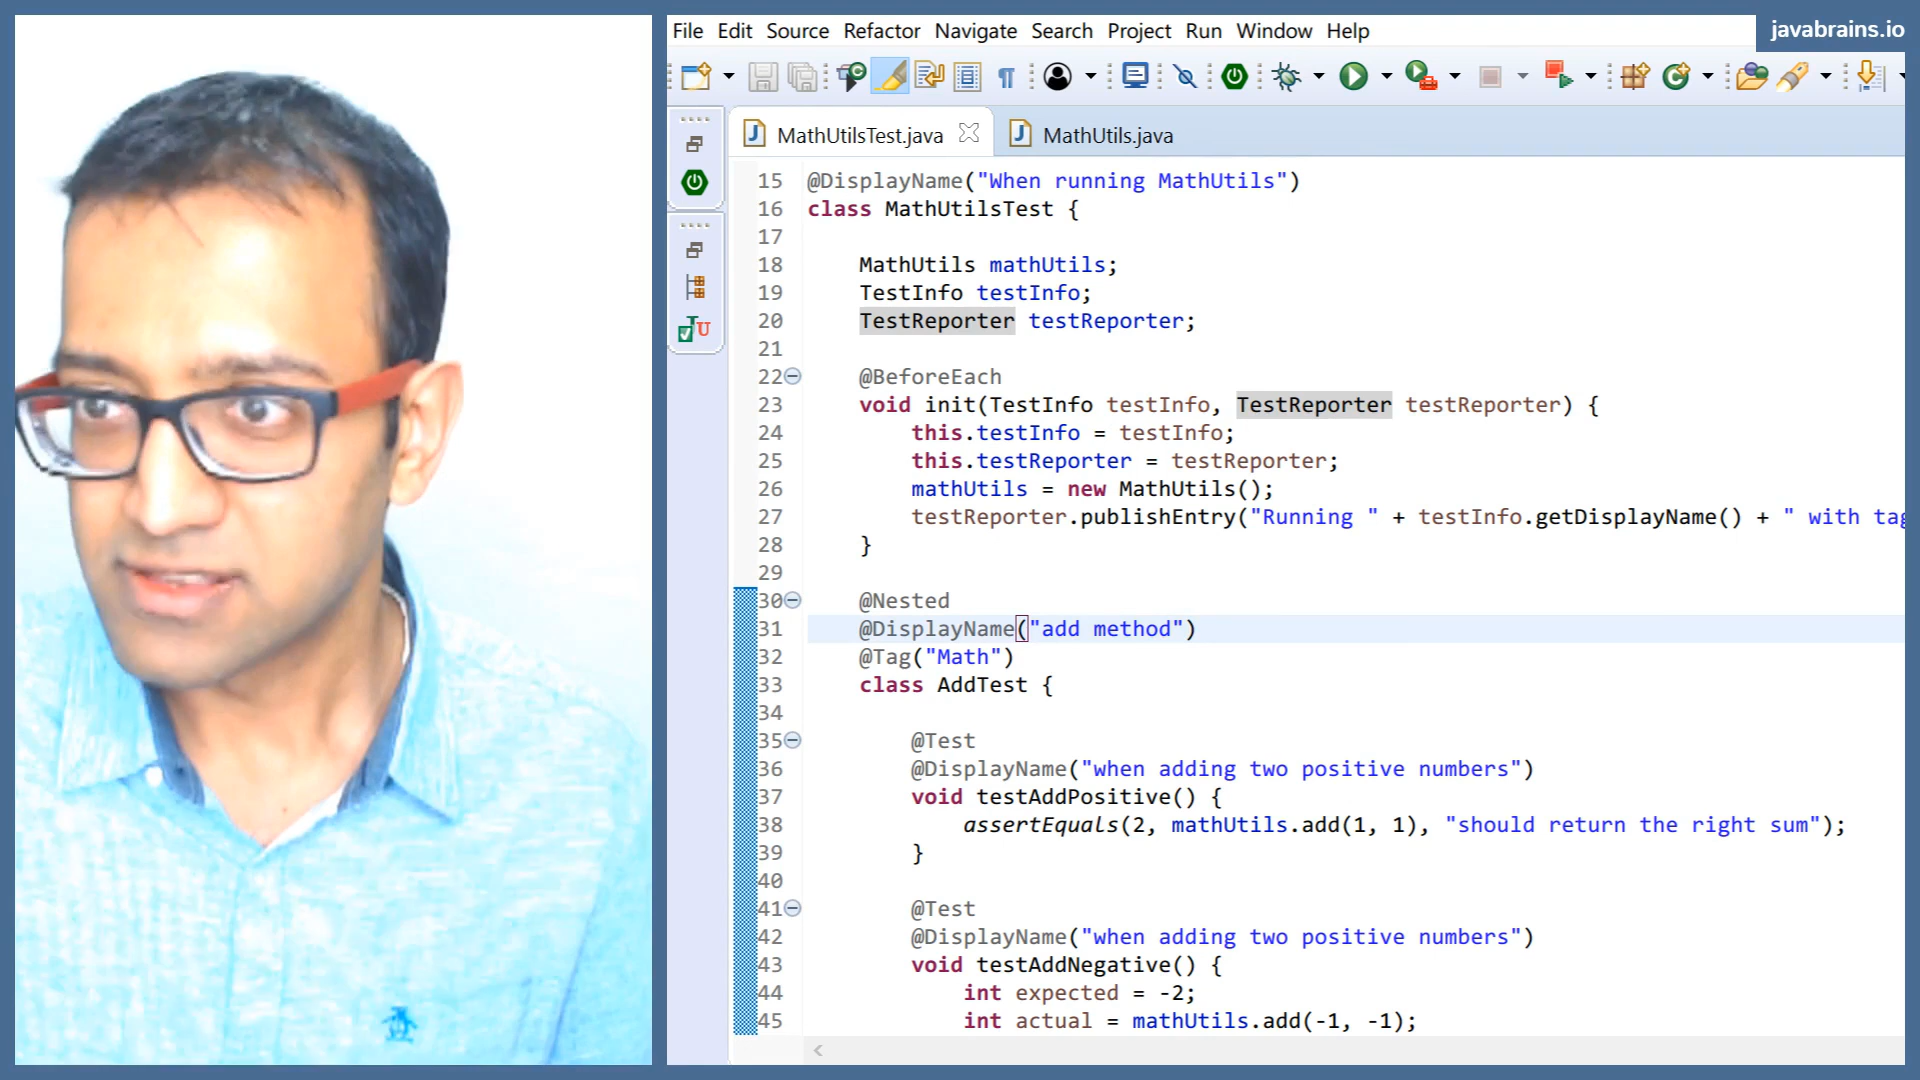 javabrains.io
File Edit Source Refactor Navigate Search Project Run Window Help
MathUtilsTest.java MathUtils.java
15 @DisplayName("When running MathUtils")
16 class MathUtilsTest {
17
18 MathUtils mathUtils;
19 TestInfo testInfo;
20 TestReporter testReporter;
21
22 @BeforeEach
23 void init(TestInfo testInfo, TestReporter testReporter) {
24 this.testInfo = testInfo;
25 this.testReporter = testReporter;
26 mathUtils = new MathUtils();
27 testReporter.publishEntry("Running " + testInfo.getDisplayName() + " with tag
28 }
29
30 @Nested
31 @DisplayName("add method")
32 @Tag("Math")
33 class AddTest {
34
35 @Test
36 @DisplayName("when adding two positive numbers")
37 void testAddPositive() {
38 assertEquals(2, mathUtils.add(1, 1), "should return the right sum");
39 }
40
41 @Test
42 @DisplayName("when adding two positive numbers")
43 void testAddNegative() {
44 int expected = -2;
45 int actual = mathUtils.add(-1, -1);